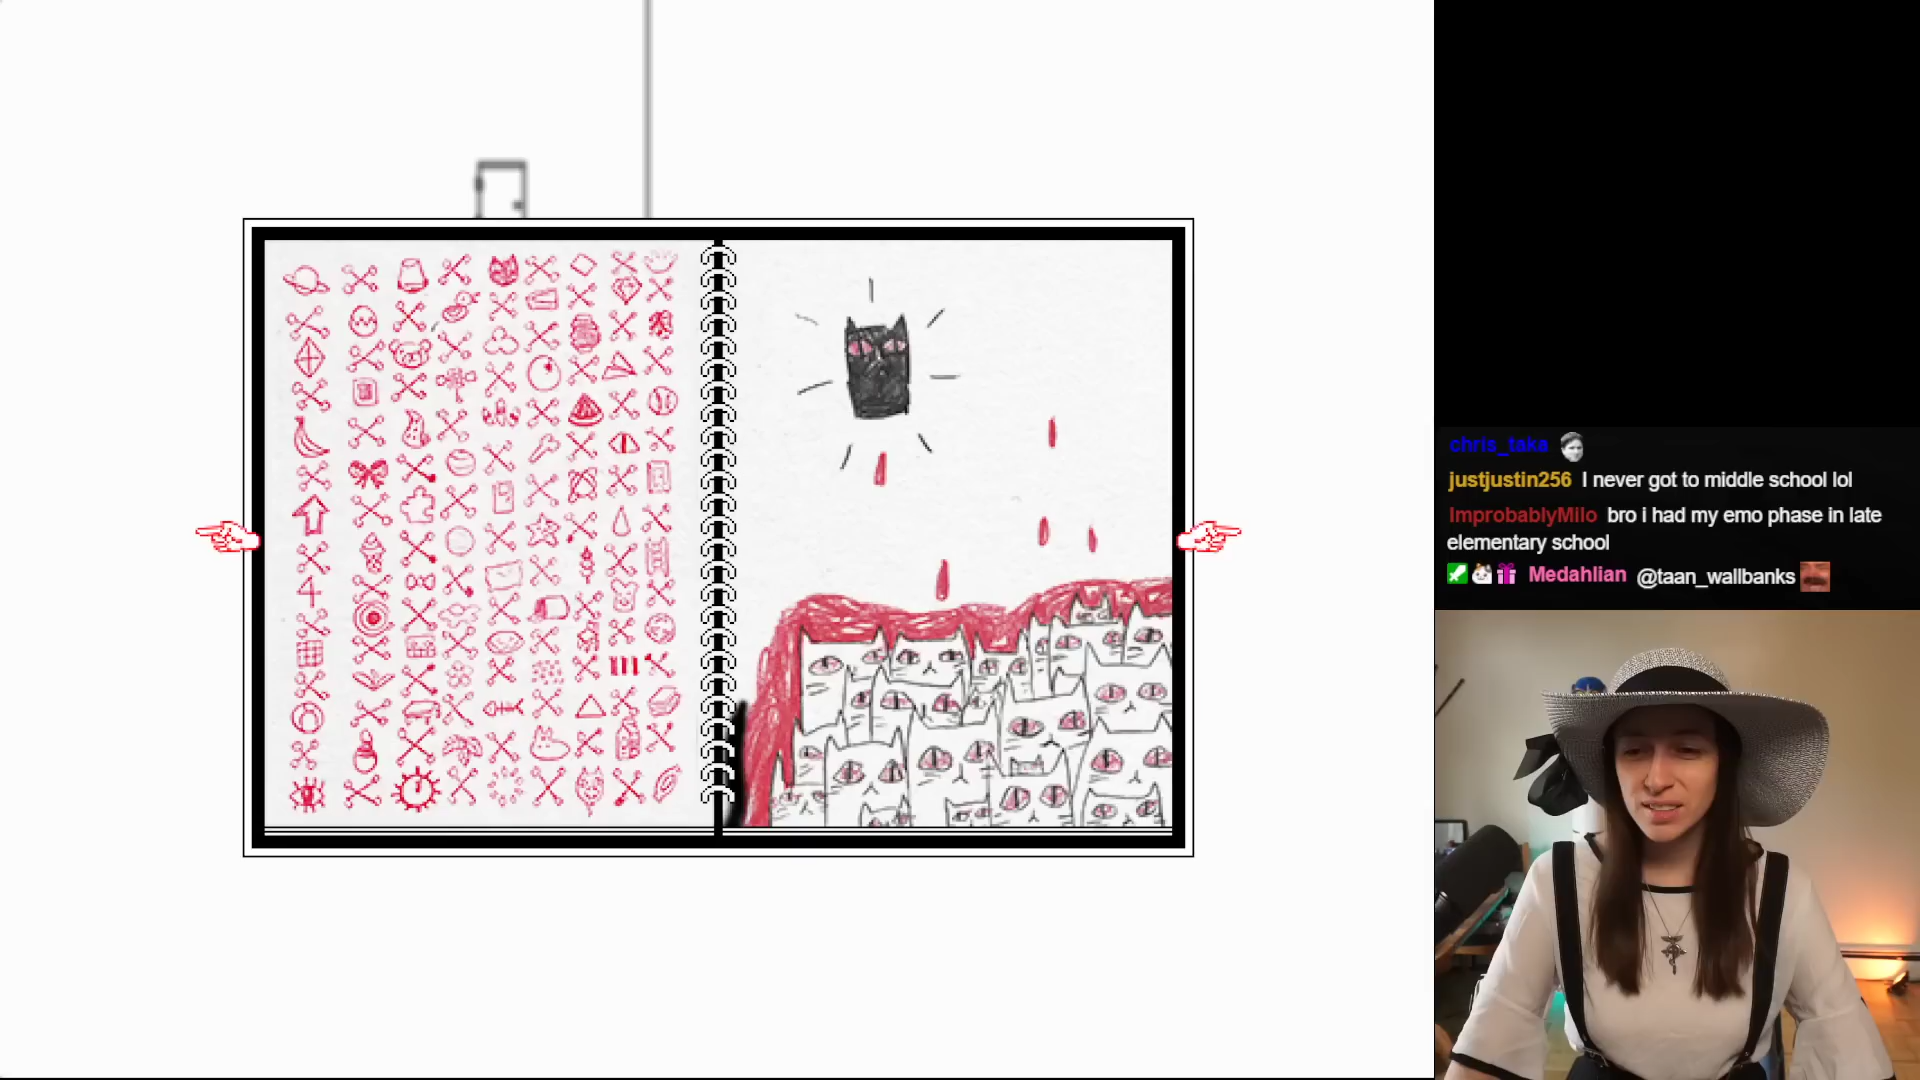 chris_taka
justjustin256 I never got to middle school lol
ImprobablyMilo bro i had my emo phase in late
elementary school
Medahlian @taan_wallbanks